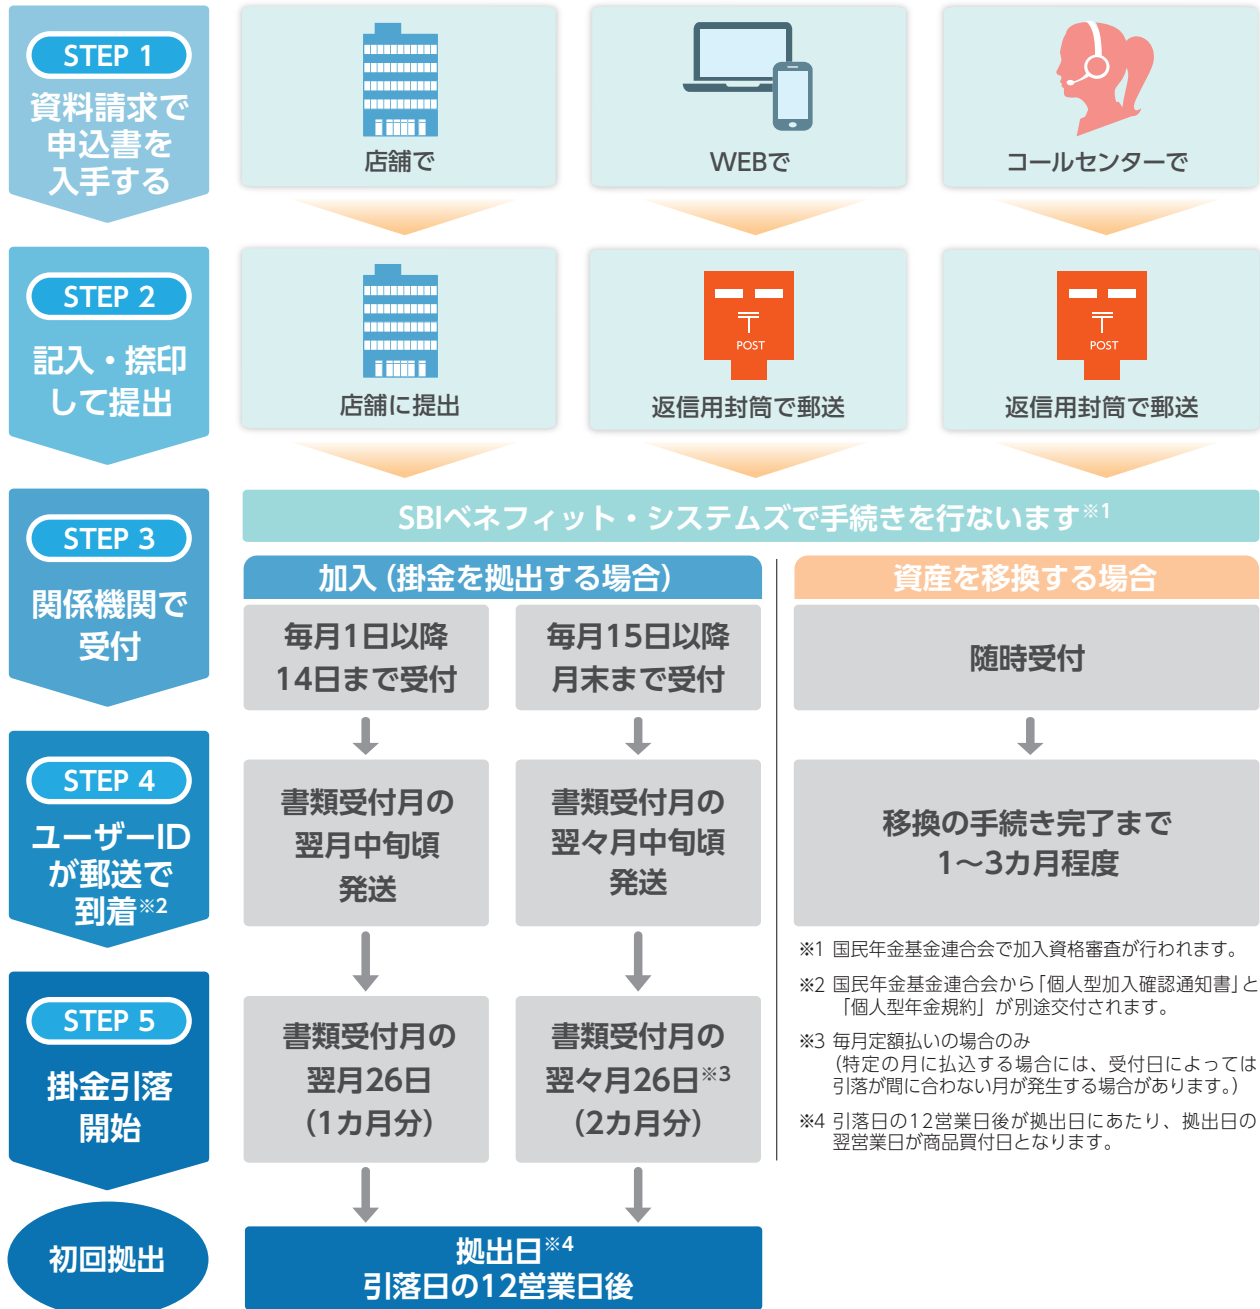 STEP 1
資料請求で
申込書を
入手する
店舗で
WEBで
コールセンターで
STEP 2
記入・捺印
して提出
店舗に提出
POST
返信用封筒で郵送
POST
返信用封筒で郵送
STEP 3
関係機関で
受付
SBIベネフィット・システムズで手続きを行ないます※1
加入（掛金を拠出する場合）
毎月1日以降
14日まで受付
毎月15日以降
月末まで受付
資産を移換する場合
随時受付
STEP 4
ユーザーID
が郵送で
到着※2
書類受付月の
翌月中旬頃
発送
書類受付月の
翌々月中旬頃
発送
移換の手続き完了まで
1〜3カ月程度
STEP 5
掛金引落
開始
書類受付月の
翌月26日
（1カ月分）
書類受付月の
翌々月26日※3
（2カ月分）
※1 国民年金基金連合会で加入資格審査が行われます。
※2 国民年金基金連合会から「個人型加入確認通知書」と
「個人型年金規約」が別途交付されます。
※3 毎月定額払いの場合のみ
（特定の月に払込する場合には、受付日によっては
引落が間に合わない月が発生する場合があります。）
※4 引落日の12営業日後が拠出日にあたり、拠出日の
翌営業日が商品買付日となります。
初回拠出
拠出日※4
引落日の12営業日後